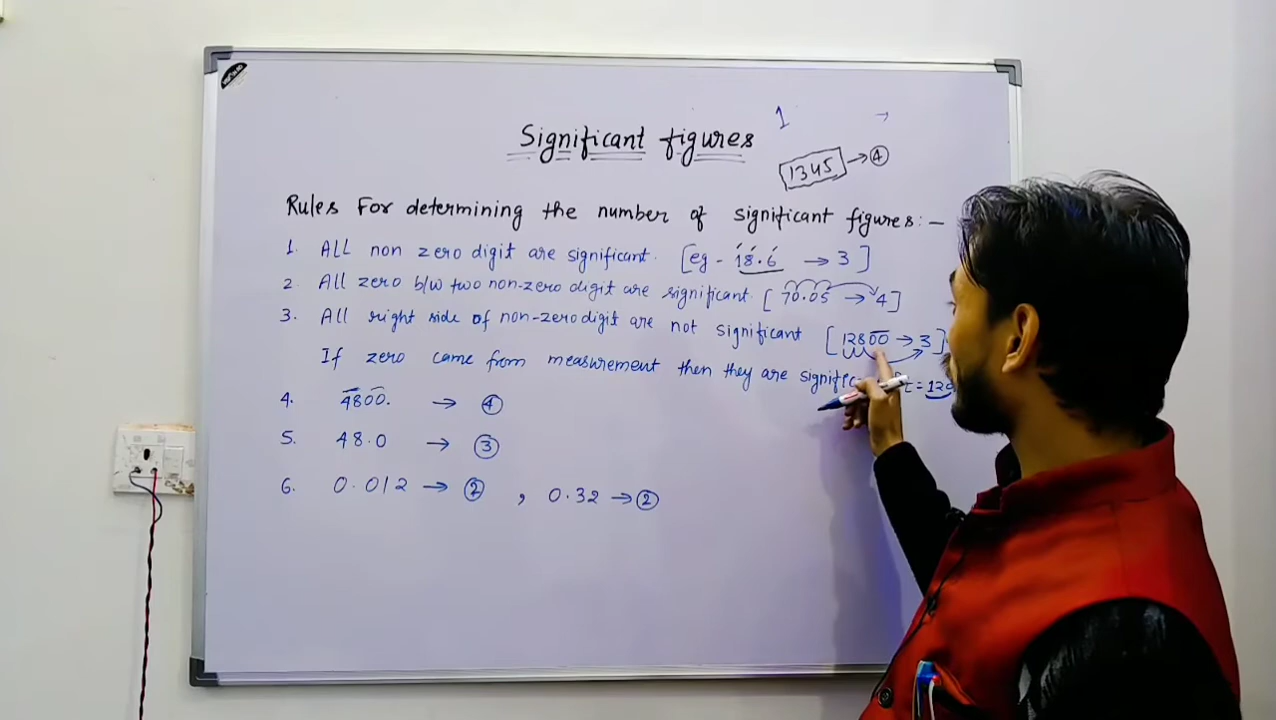 1 →
Significant figures
1345 → 4
Rules For determining the number of significant figures: –
1. ALL non zero digit are significant. [eg - 18.6 → 3]
2. All zero b/w two non-zero digit are significant. [70.05 → 4]
3. All right side of non-zero digit are not significant [12800 → 3]
If zero came from measurement then they are
4. 4800. → 4
5. 48.0 → 3
6. 0.012 → 2 , 0.32 → 2